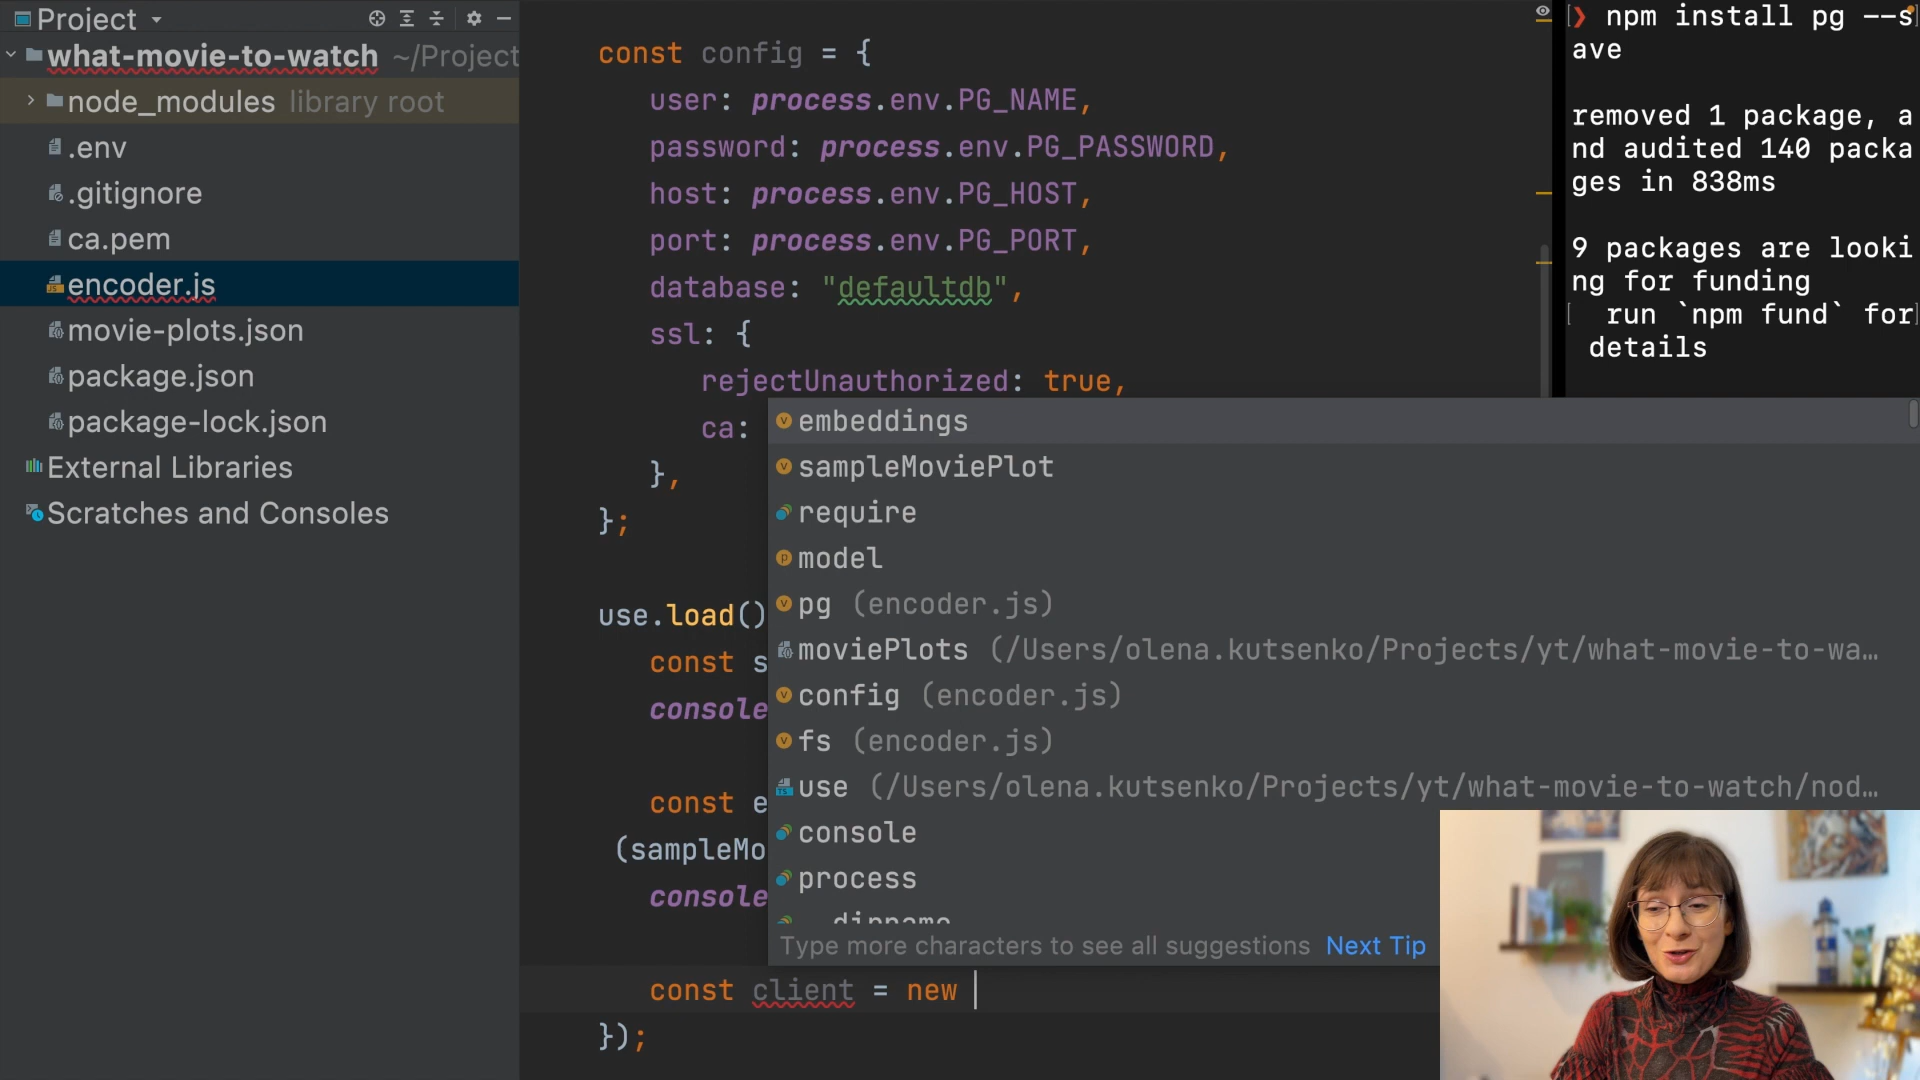 Project
what-movie-to-watch ~/Project
node_modules library root
.env
.gitignore
ca.pem
encoder.js
movie-plots.json
package.json
package-lock.json
External Libraries
Scratches and Consoles
const config = {
user: process.env.PG_NAME,
password: process.env.PG_PASSWORD,
host: process.env.PG_HOST,
port: process.env.PG_PORT,
database: "defaultdb",
ssl: {
rejectUnauthorized: true,
ca:
},
};
use.load()
const s
console
const e
(sampleMo
console
const client = new
});
embeddings
sampleMoviePlot
require
model
pg (encoder.js)
moviePlots (/Users/olena.kutsenko/Projects/yt/what-movie-to-wa…
config (encoder.js)
fs (encoder.js)
use (/Users/olena.kutsenko/Projects/yt/what-movie-to-watch/nod…
console
process
Type more characters to see all suggestions Next Tip
❯ npm install pg --s
ave
removed 1 package, a
nd audited 140 packa
ges in 838ms
9 packages are looki
ng for funding
run `npm fund` for
details